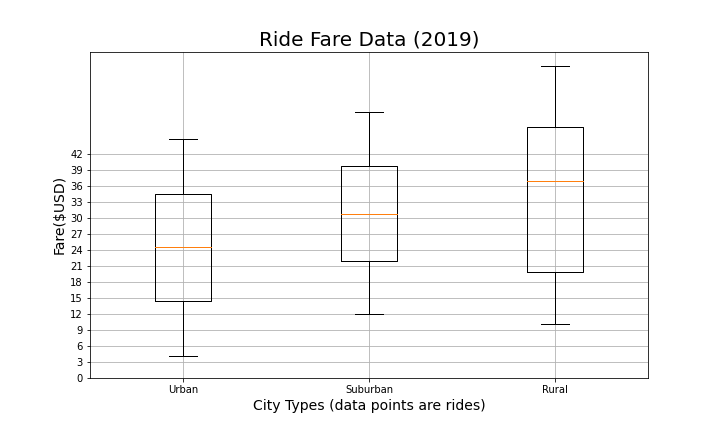 Ride Fare Data (2019)
Fare($USD)
42
39
36
33
30
27
24
21
18
15
12
9
6
3
0
Urban
Suburban
Rural
City Types (data points are rides)